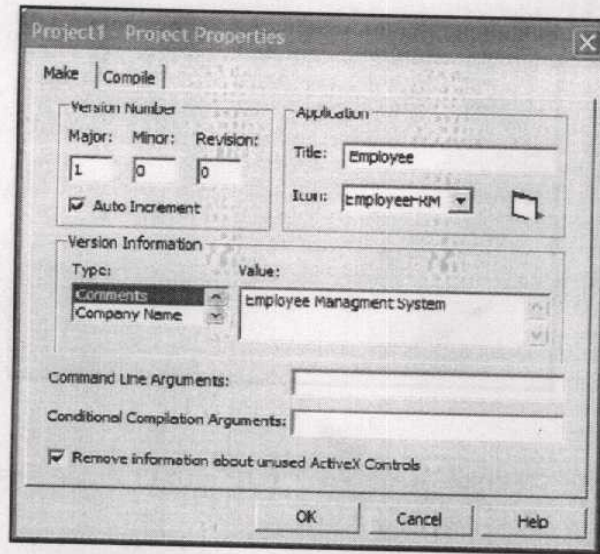 Project1 - Project Properties
Make Compile
Version Number
Major: Minor: Revision:
1 0 0
Auto Increment
Application
Title: Employee
Icon: EmployeeFRM
Version Information
Type: Value:
Comments
Company Name
Employee Managment System
Command Line Arguments:
Conditional Compilation Arguments:
Remove information about unused ActiveX Controls
OK Cancel Help